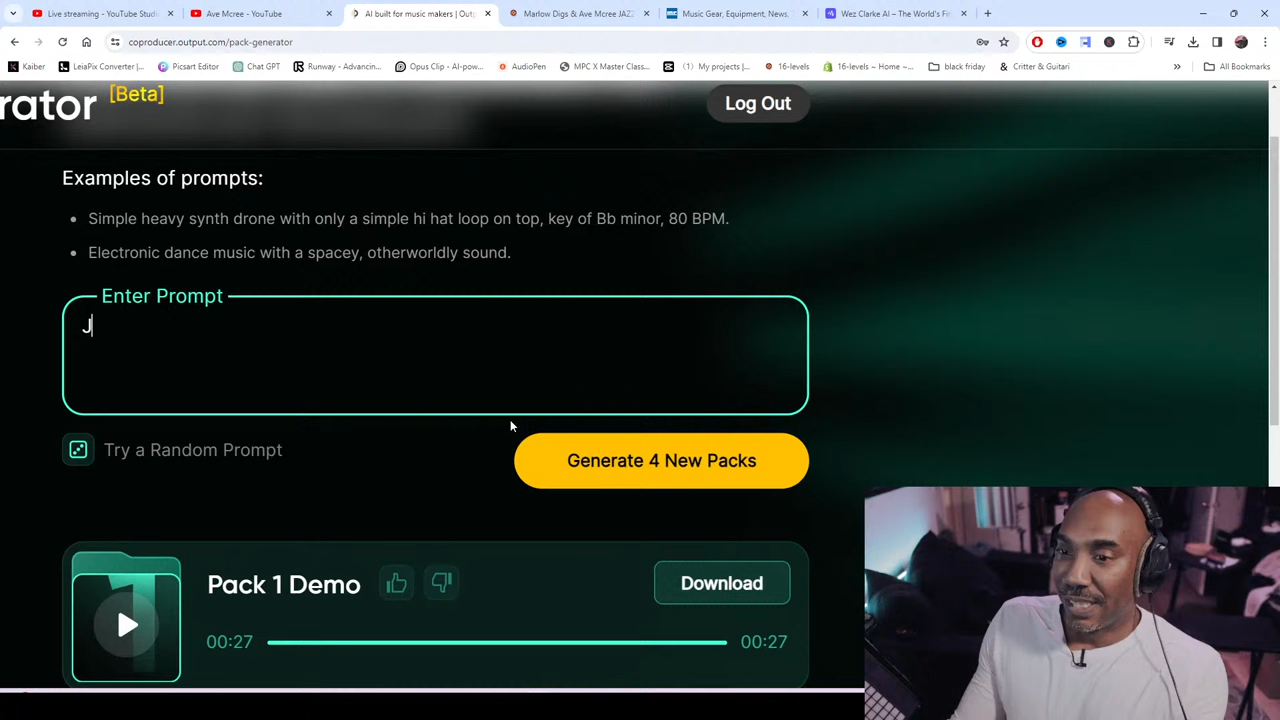 Live streaming - YouTube Studi
Ave Mcree - YouTube
AI built for music makers | Outp
Marlow Digs & Ave Mcree JAZZ
Music Gear, Equipment, News, T
Wez Clarke AI – The World's Fi
coproducer.output.com/pack-generator
Kaiber
LeiaPix Converter |...
Picsart Editor
Chat GPT
Runway - Advancin...
Opus Clip - AI-pow...
AudioPen
MPC X Master Class...
(1) My projects |...
16-levels
16-levels ~ Home ~...
black friday
Critter & Guitari
All Bookmarks
rator [Beta]
Log Out
Examples of prompts:
• Simple heavy synth drone with only a simple hi hat loop on top, key of Bb minor, 80 BPM.
• Electronic dance music with a spacey, otherworldly sound.
Enter Prompt
J
Try a Random Prompt
Generate 4 New Packs
1
Pack 1 Demo
Download
00:27
00:27